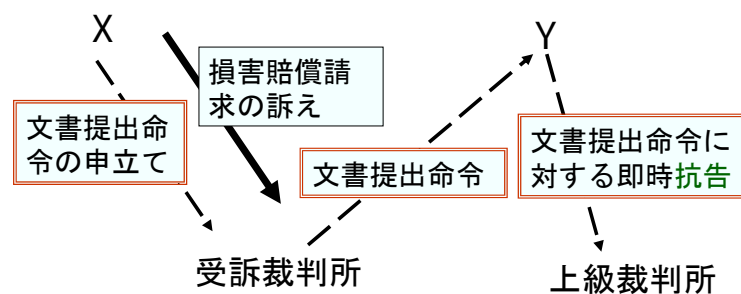 X
Y
損害賠償請
求の訴え
文書提出命
令の申立て
文書提出命令
文書提出命令に
対する即時抗告
受訴裁判所
上級裁判所